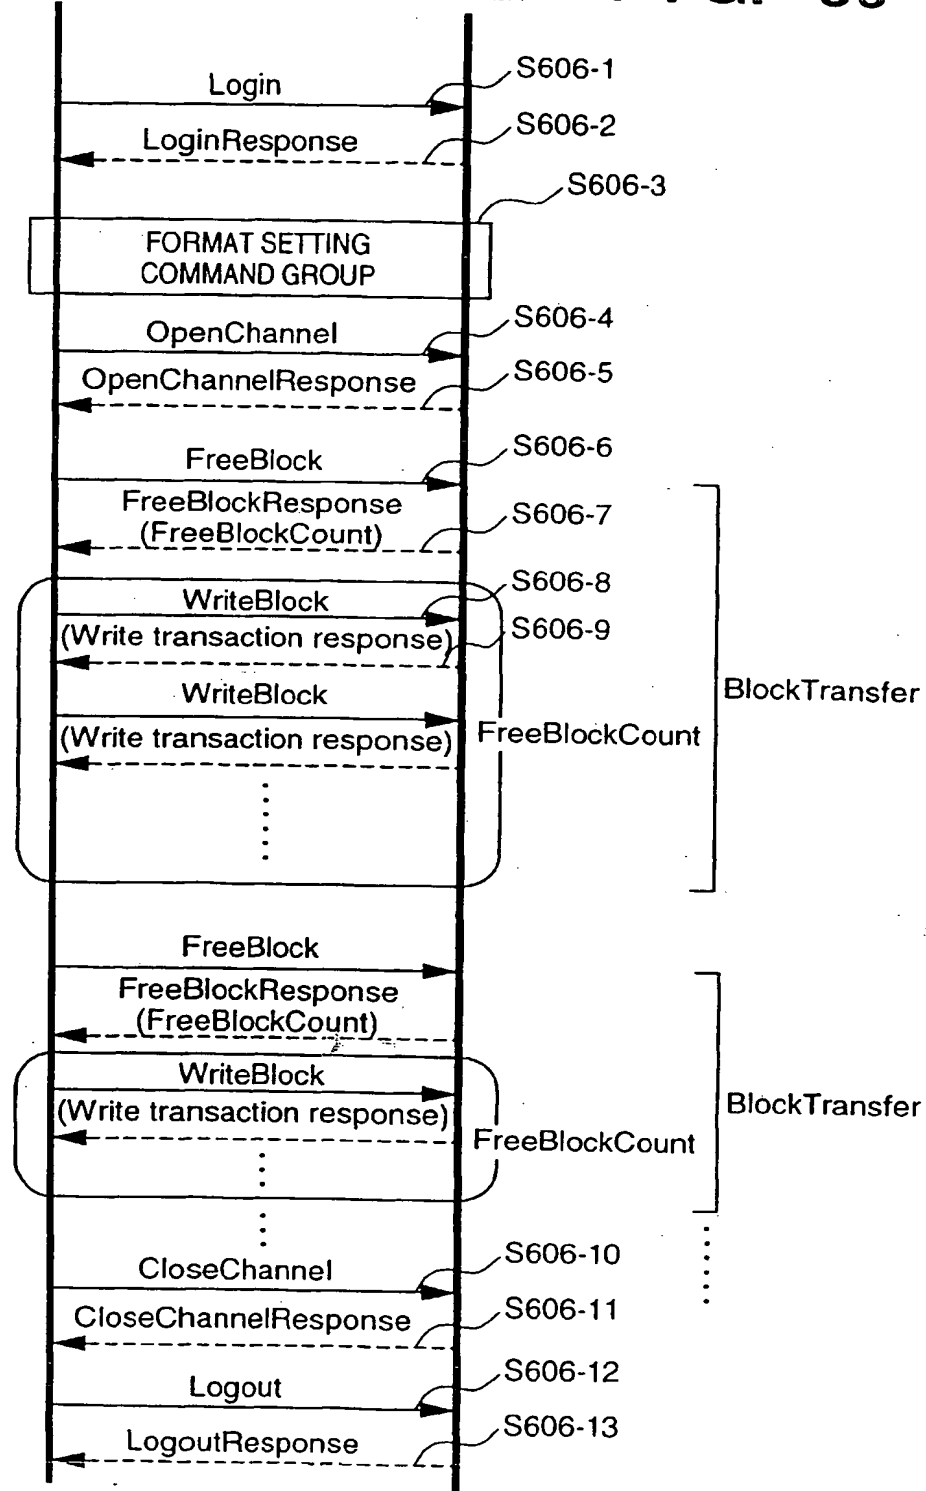 Login
S606-1
LoginResponse
S606-2
S606-3
FORMAT SETTING
COMMAND GROUP
OpenChannel
S606-4
OpenChannelResponse
S606-5
FreeBlock
S606-6
FreeBlockResponse
(FreeBlockCount)
S606-7
WriteBlock
S606-8
(Write transaction response)
S606-9
WriteBlock
(Write transaction response)
FreeBlockCount
BlockTransfer
FreeBlock
FreeBlockResponse
(FreeBlockCount)
WriteBlock
(Write transaction response)
FreeBlockCount
BlockTransfer
CloseChannel
S606-10
CloseChannelResponse
S606-11
Logout
S606-12
LogoutResponse
S606-13